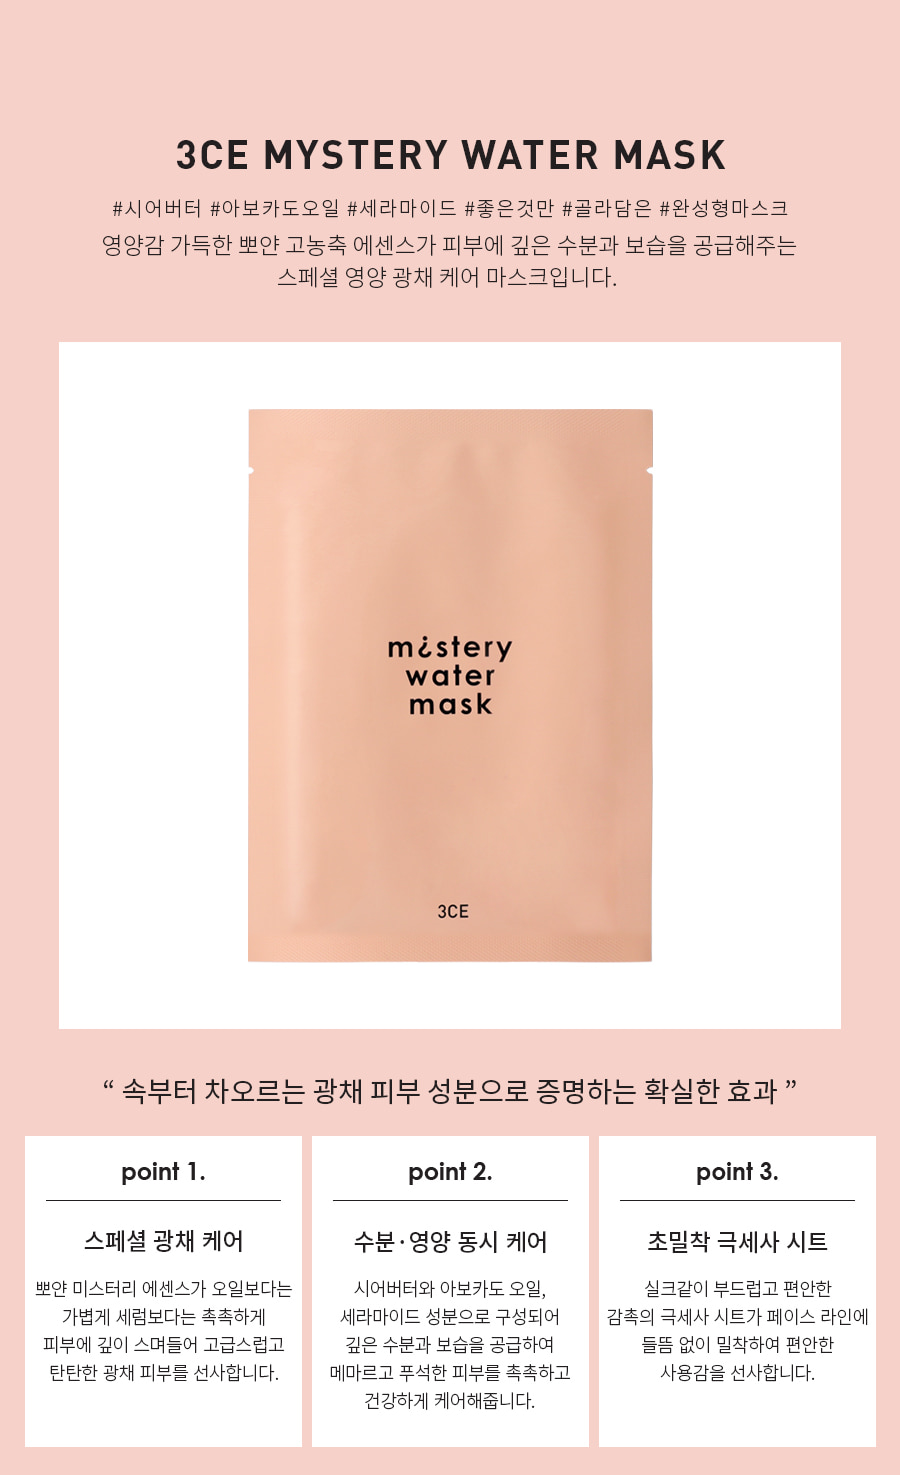 3CE MYSTERY WATER MASK
#시어버터 #아보카도오일 #세라마이드 #좋은것만 #골라담은 #완성형마스크
영양감 가득한 뽀얀 고농축 에센스가 피부에 깊은 수분과 보습을 공급해주는
스페셜 영양 광채 케어 마스크입니다.
m¿stery
water
mask
3CE
“ 속부터 차오르는 광채 피부 성분으로 증명하는 확실한 효과 ”
point 1.
스페셜 광채 케어
뽀얀 미스터리 에센스가 오일보다는
가볍게 세럼보다는 촉촉하게
피부에 깊이 스며들어 고급스럽고
탄탄한 광채 피부를 선사합니다.
point 2.
수분·영양 동시 케어
시어버터와 아보카도 오일,
세라마이드 성분으로 구성되어
깊은 수분과 보습을 공급하여
메마르고 푸석한 피부를 촉촉하고
건강하게 케어해줍니다.
point 3.
초밀착 극세사 시트
실크같이 부드럽고 편안한
감촉의 극세사 시트가 페이스 라인에
들뜸 없이 밀착하여 편안한
사용감을 선사합니다.